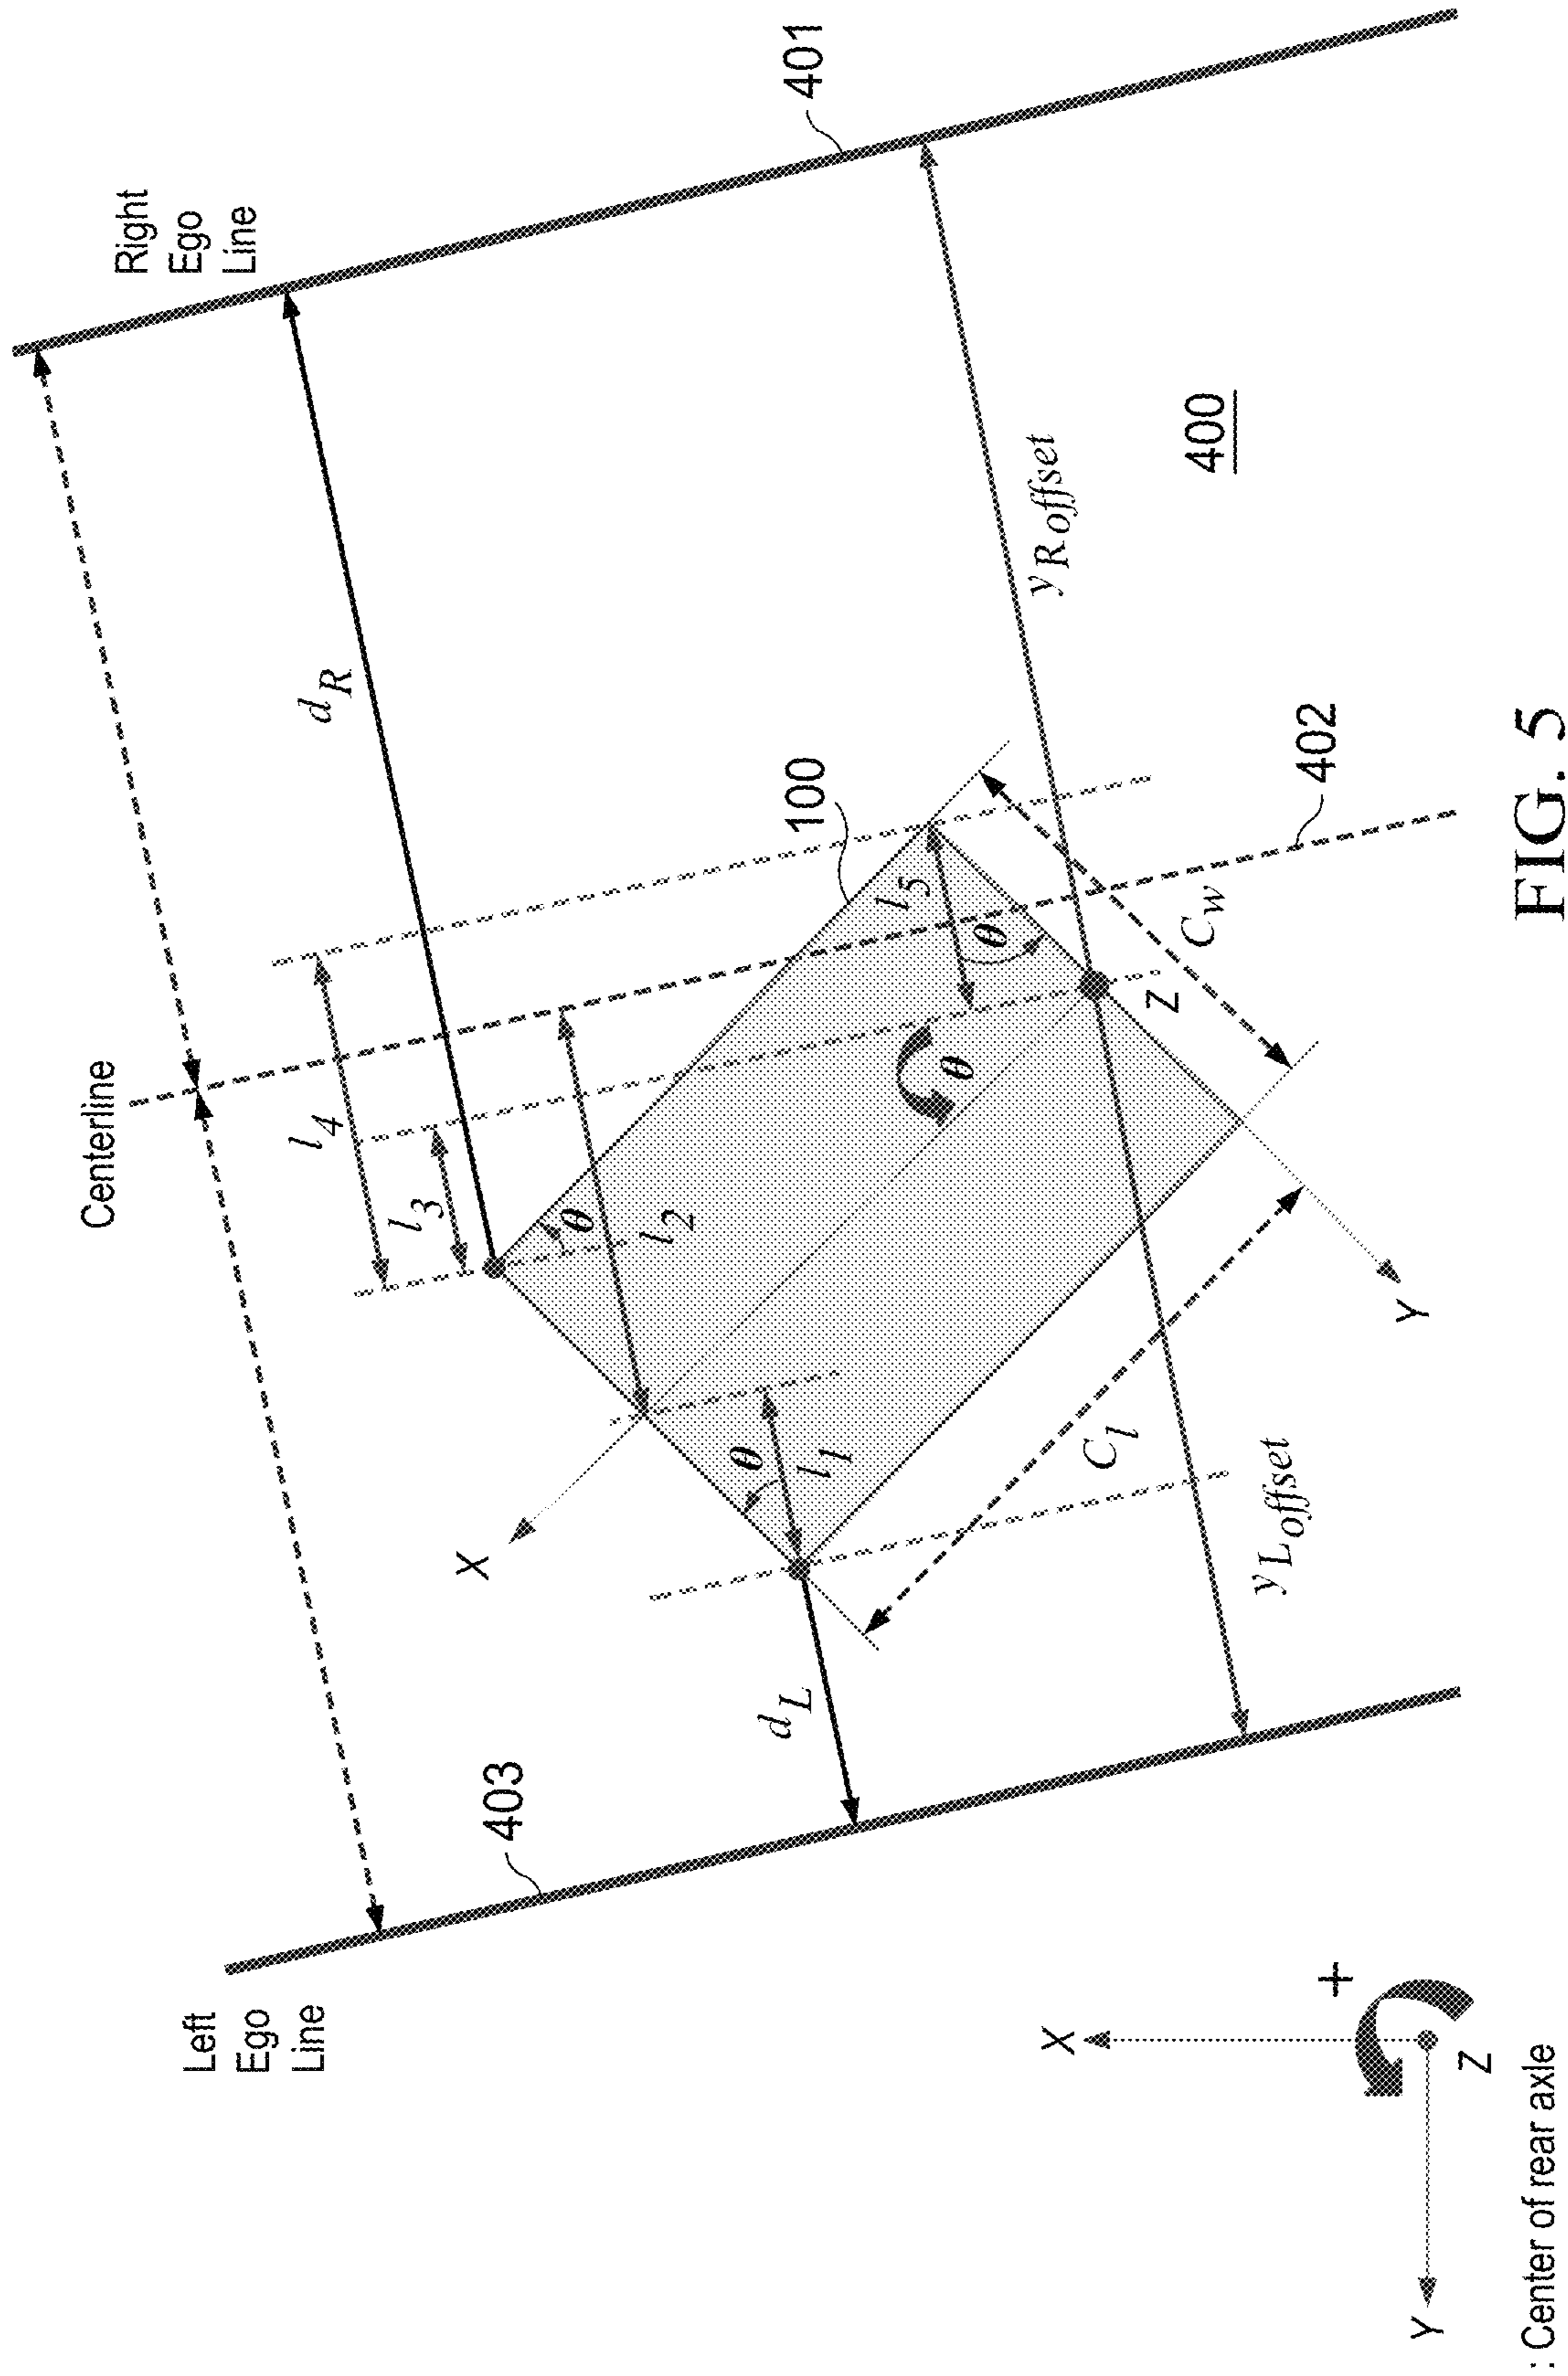 Left
Ego
Line
Centerline
Right
Ego
Line
403
401
d_R
l_4
l_3
θ
l_2
X
θ
l_1
d_L
100
l_5
θ
θ
Z
C_w
402
y_R offset
400
C_l
Y
y_L offset
X
+
Y
Z
: Center of rear axle
FIG. 5